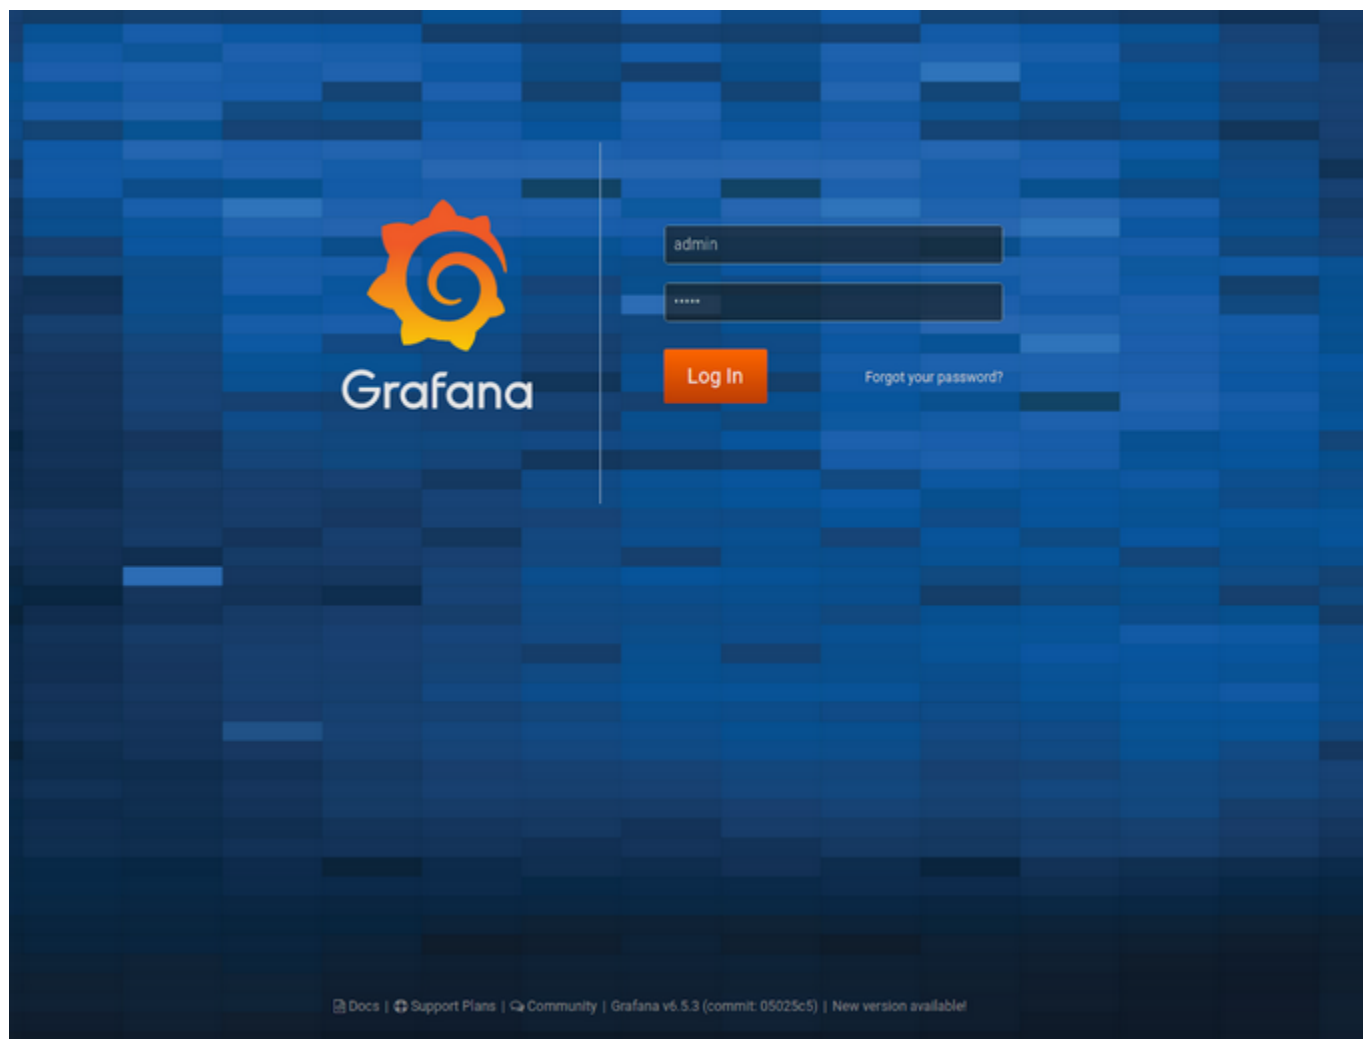 Grafana
admin
•••••
Log In
Forgot your password?
Docs | Support Plans | Community | Grafana v6.5.3 (commit: 05025c5) | New version available!